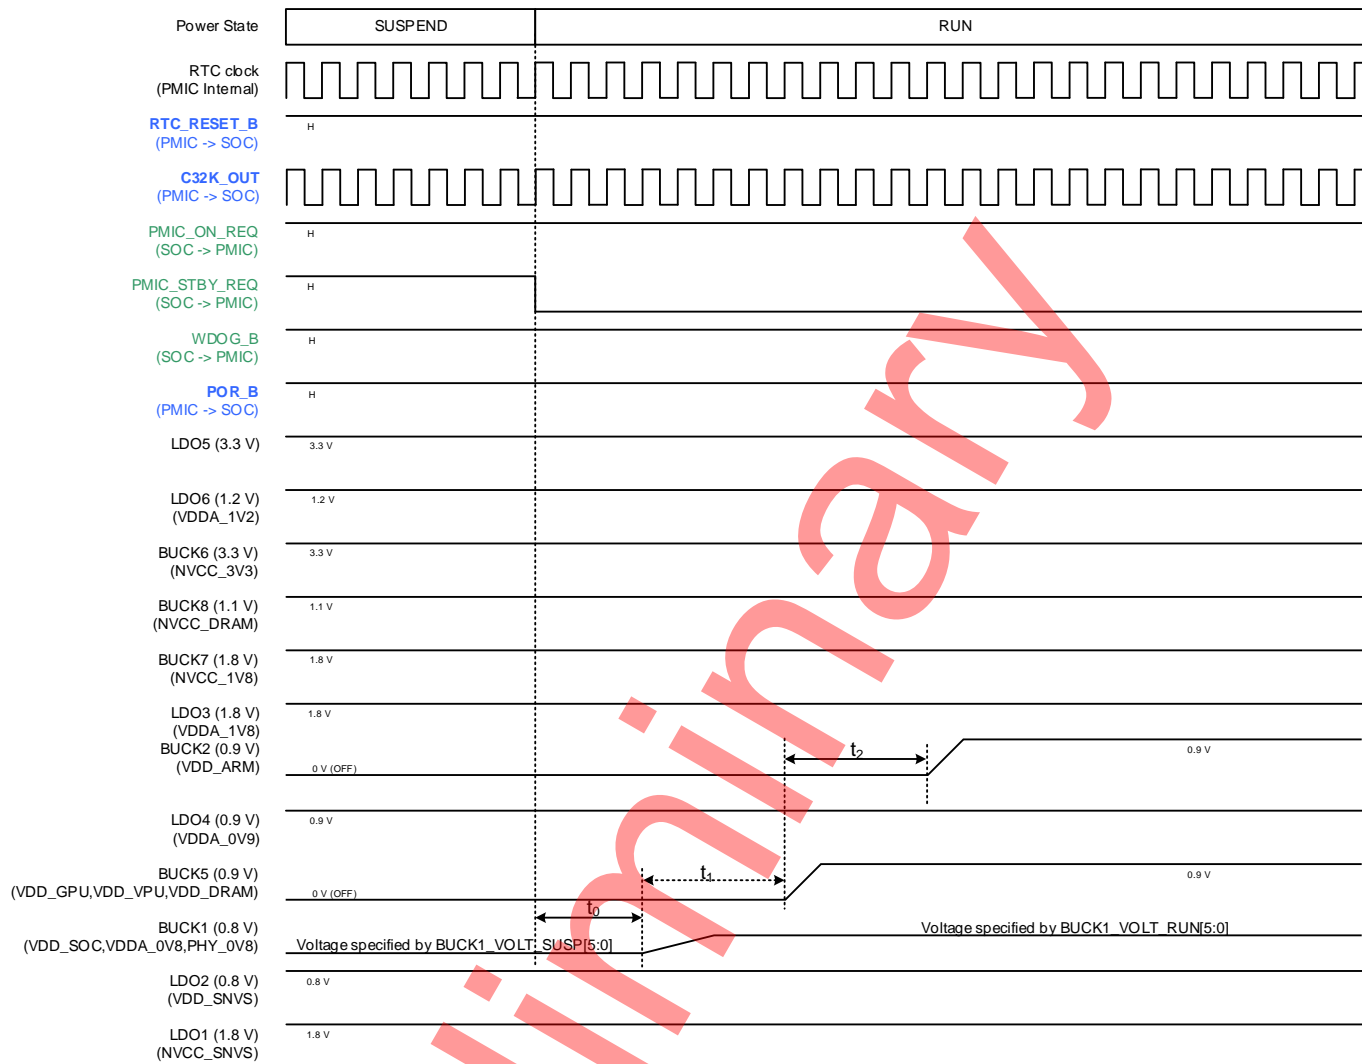 Power State
SUSPEND
RUN
RTC clock
(PMIC Internal)
RTC_RESET_B
(PMIC -> SOC)
H
C32K_OUT
(PMIC -> SOC)
PMIC_ON_REQ
(SOC -> PMIC)
H
PMIC_STBY_REQ
(SOC -> PMIC)
H
WDOG_B
(SOC -> PMIC)
H
POR_B
(PMIC -> SOC)
H
LDO5 (3.3 V)
3.3 V
LDO6 (1.2 V)
(VDDA_1V2)
1.2 V
BUCK6 (3.3 V)
(NVCC_3V3)
3.3 V
BUCK8 (1.1 V)
(NVCC_DRAM)
1.1 V
BUCK7 (1.8 V)
(NVCC_1V8)
1.8 V
LDO3 (1.8 V)
(VDDA_1V8)
1.8 V
BUCK2 (0.9 V)
(VDD_ARM)
0 V (OFF)
t2
0.9 V
LDO4 (0.9 V)
(VDDA_0V9)
0.9 V
BUCK5 (0.9 V)
(VDD_GPU,VDD_VPU,VDD_DRAM)
0 V (OFF)
t1
0.9 V
t0
BUCK1 (0.8 V)
(VDD_SOC,VDDA_0V8,PHY_0V8)
Voltage specified by BUCK1_VOLT_SUSP[5:0]
Voltage specified by BUCK1_VOLT_RUN[5:0]
LDO2 (0.8 V)
(VDD_SNVS)
0.8 V
LDO1 (1.8 V)
(NVCC_SNVS)
1.8 V
liminary